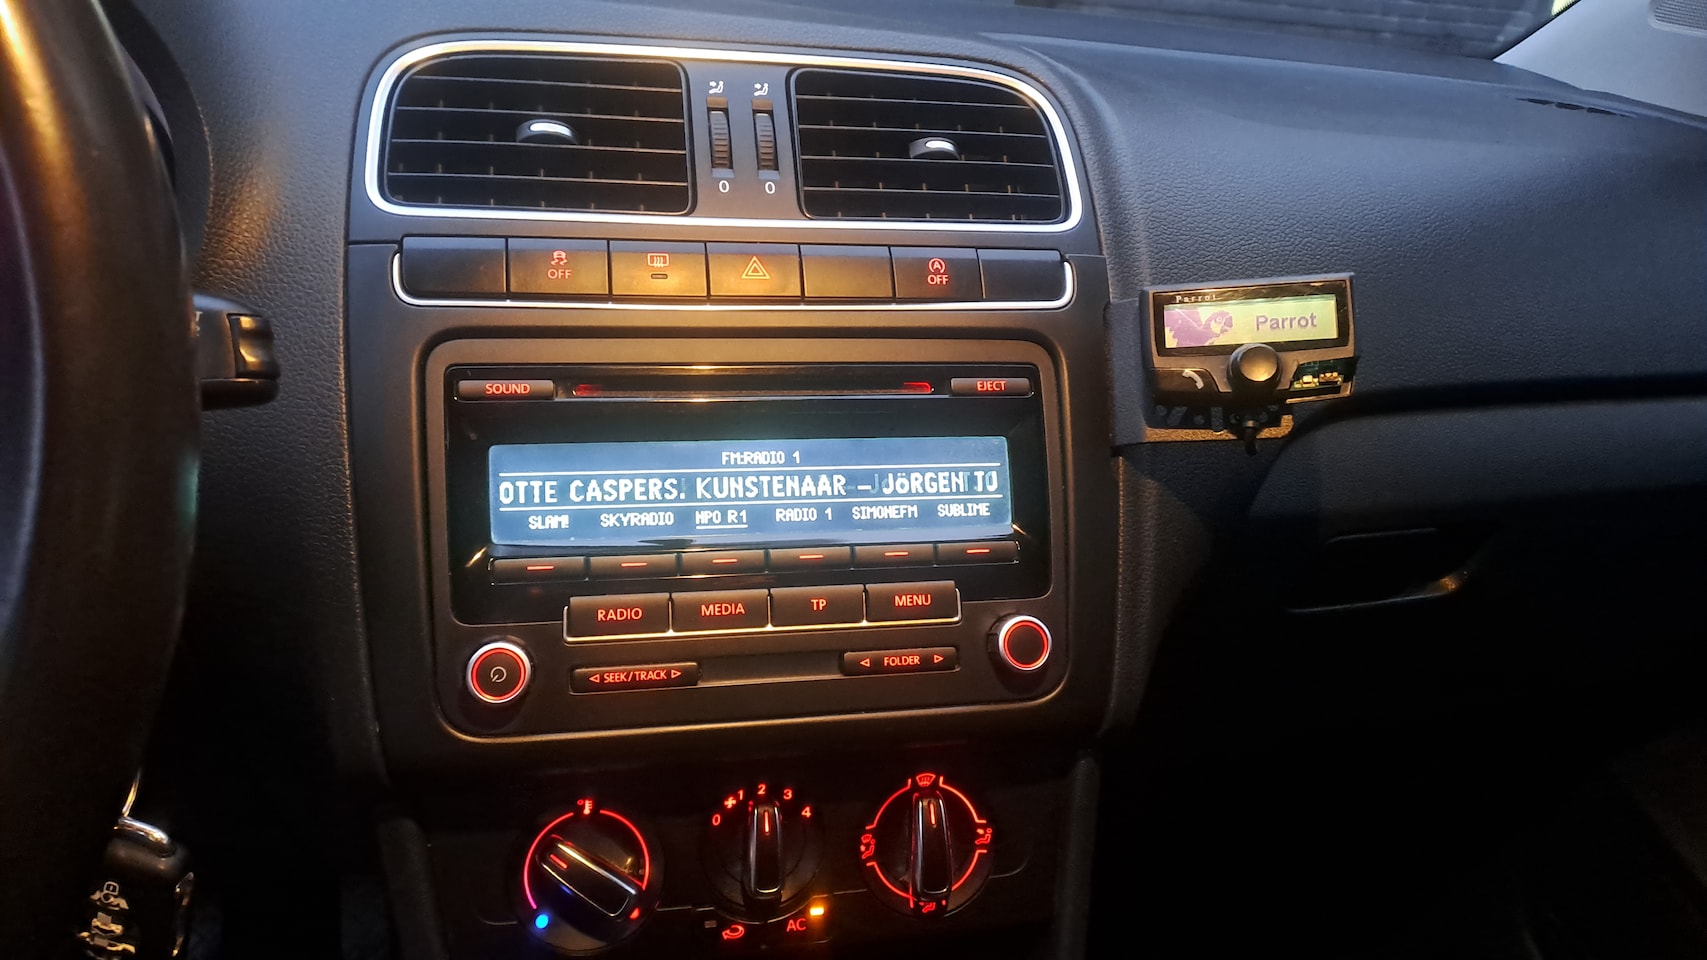 0 0
OFF
OFF
Parrot
Parrot
SOUND
EJECT
FM:RADIO 1
OTTE CASPERS. KUNSTENAAR - JÖRGEN TJO
SLAM! SKYRADIO NPO R1 RADIO 1 SIMONEFM SUBLIME
RADIO MEDIA TP MENU
SEEK/TRACK
FOLDER
0 1 2 3 4
AC